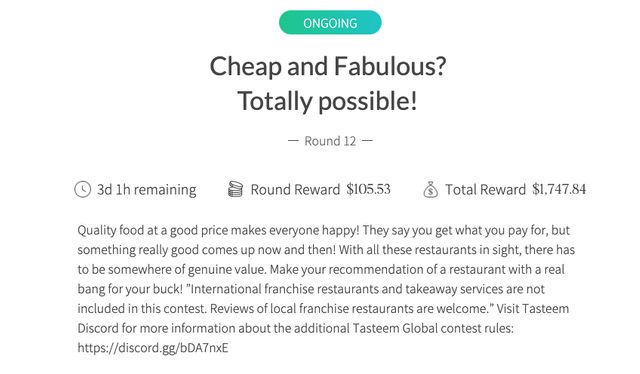 ONGOING
Cheap and Fabulous?
Totally possible!
— Round 12 —
3d 1h remaining
Round Reward $105.53
Total Reward $1,747.84
Quality food at a good price makes everyone happy! They say you get what you pay for, but
something really good comes up now and then! With all these restaurants in sight, there has
to be somewhere of genuine value. Make your recommendation of a restaurant with a real
bang for your buck! "International franchise restaurants and takeaway services are not
included in this contest. Reviews of local franchise restaurants are welcome." Visit Tasteem
Discord for more information about the additional Tasteem Global contest rules:
https://discord.gg/bDA7nxE